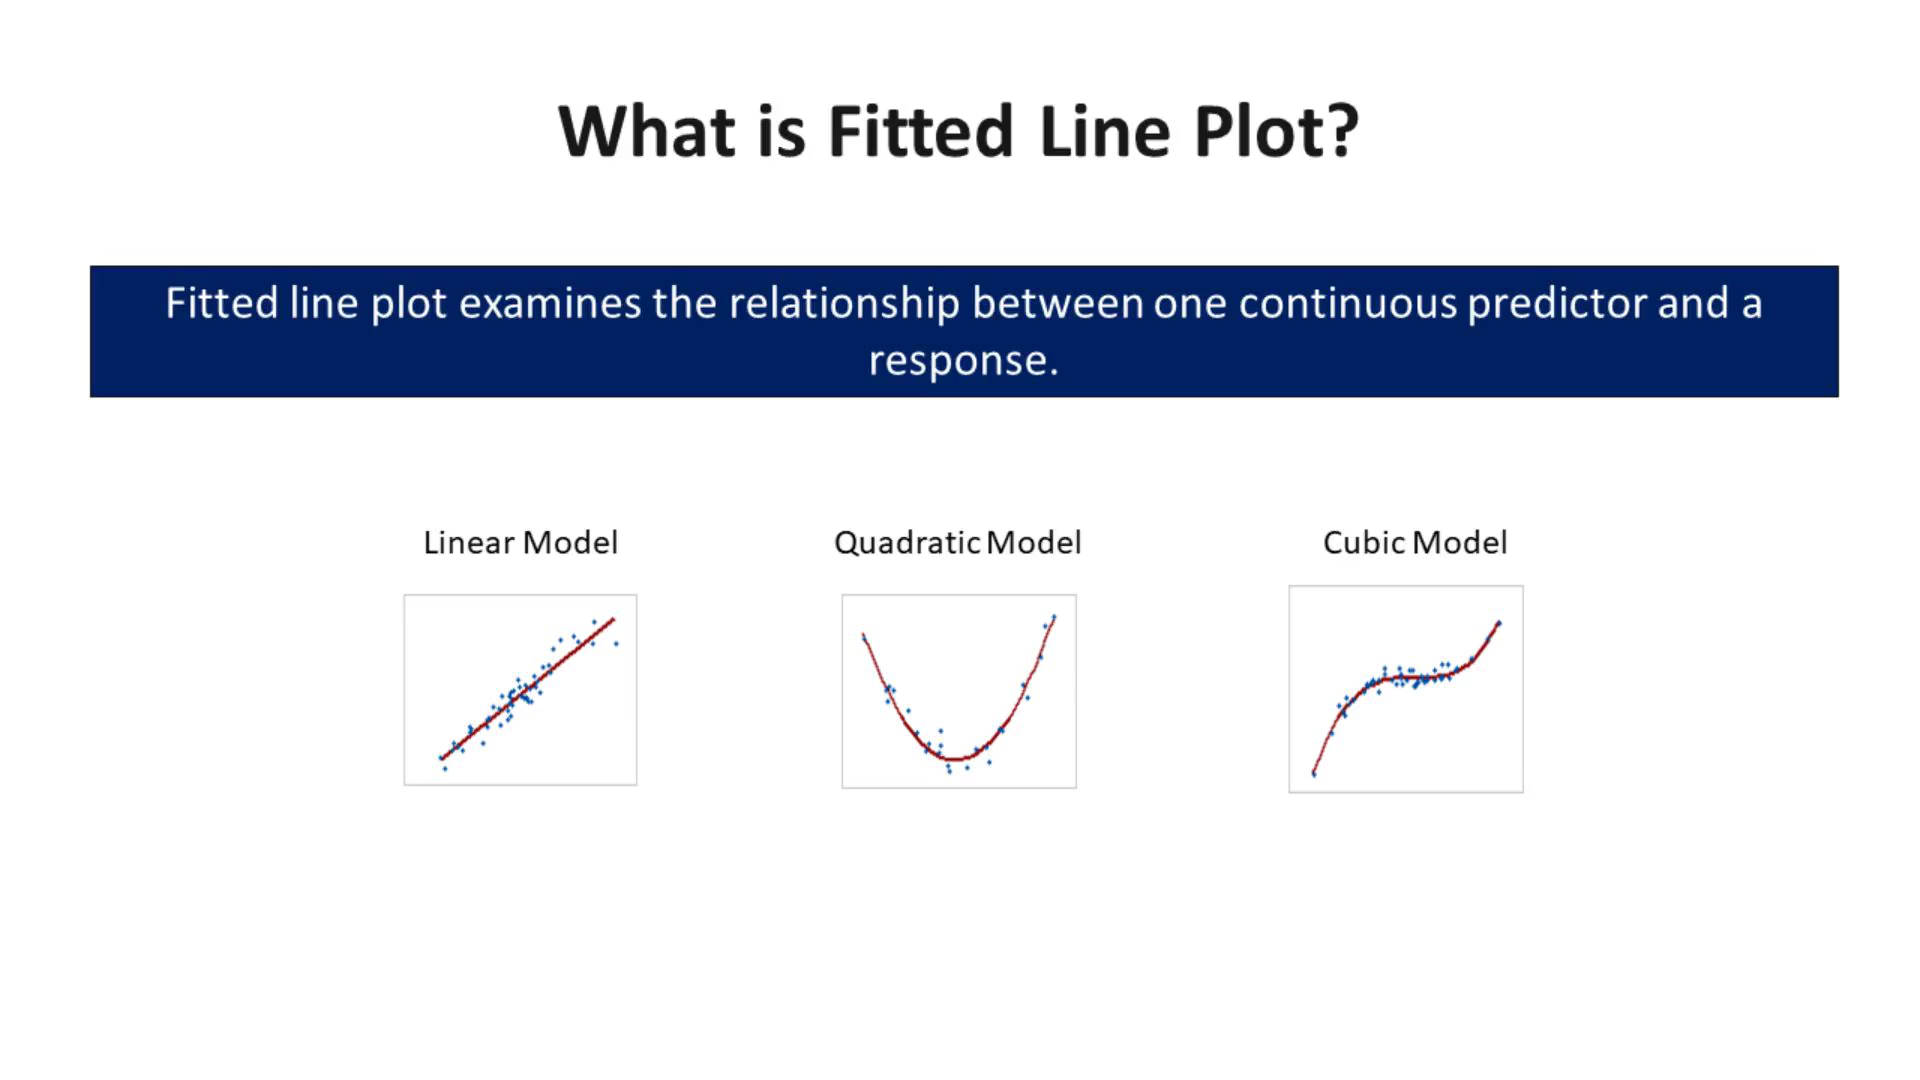 What is Fitted Line Plot?
Fitted line plot examines the relationship between one continuous predictor and a
response.
Linear Model
Quadratic Model
Cubic Model